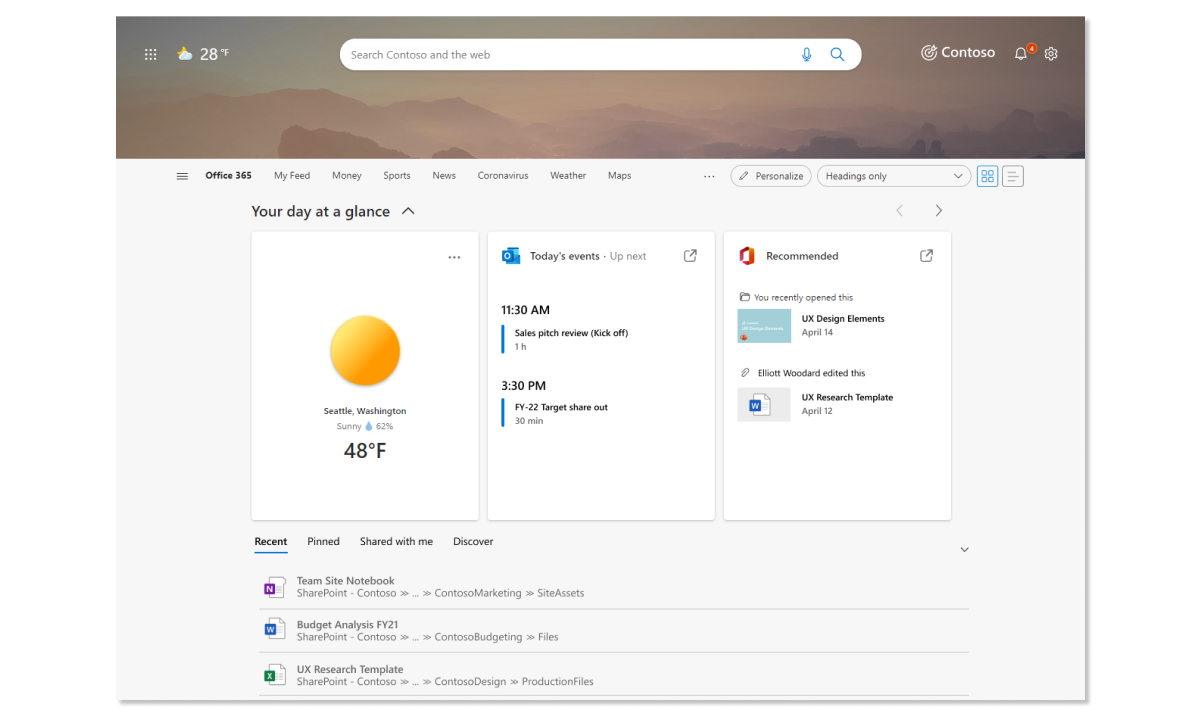 28 °F
Search Contoso and the web
Contoso
4
Office 365 My Feed Money Sports News Coronavirus Weather Maps ... Personalize Headings only
Your day at a glance
Seattle, Washington
Sunny 62%
48°F
Today's events · Up next
11:30 AM
Sales pitch review (Kick off)
1 h
3:30 PM
FY-22 Target share out
30 min
Recommended
You recently opened this
UX Design Elements
UX Design Elements
April 14
Elliott Woodard edited this
W
UX Research Template
April 12
Recent Pinned Shared with me Discover
N
Team Site Notebook
SharePoint - Contoso ≫ ... ≫ ContosoMarketing ≫ SiteAssets
W
Budget Analysis FY21
SharePoint - Contoso ≫ ... ≫ ContosoBudgeting ≫ Files
X
UX Research Template
SharePoint - Contoso ≫ ... ≫ ContosoDesign ≫ ProductionFiles